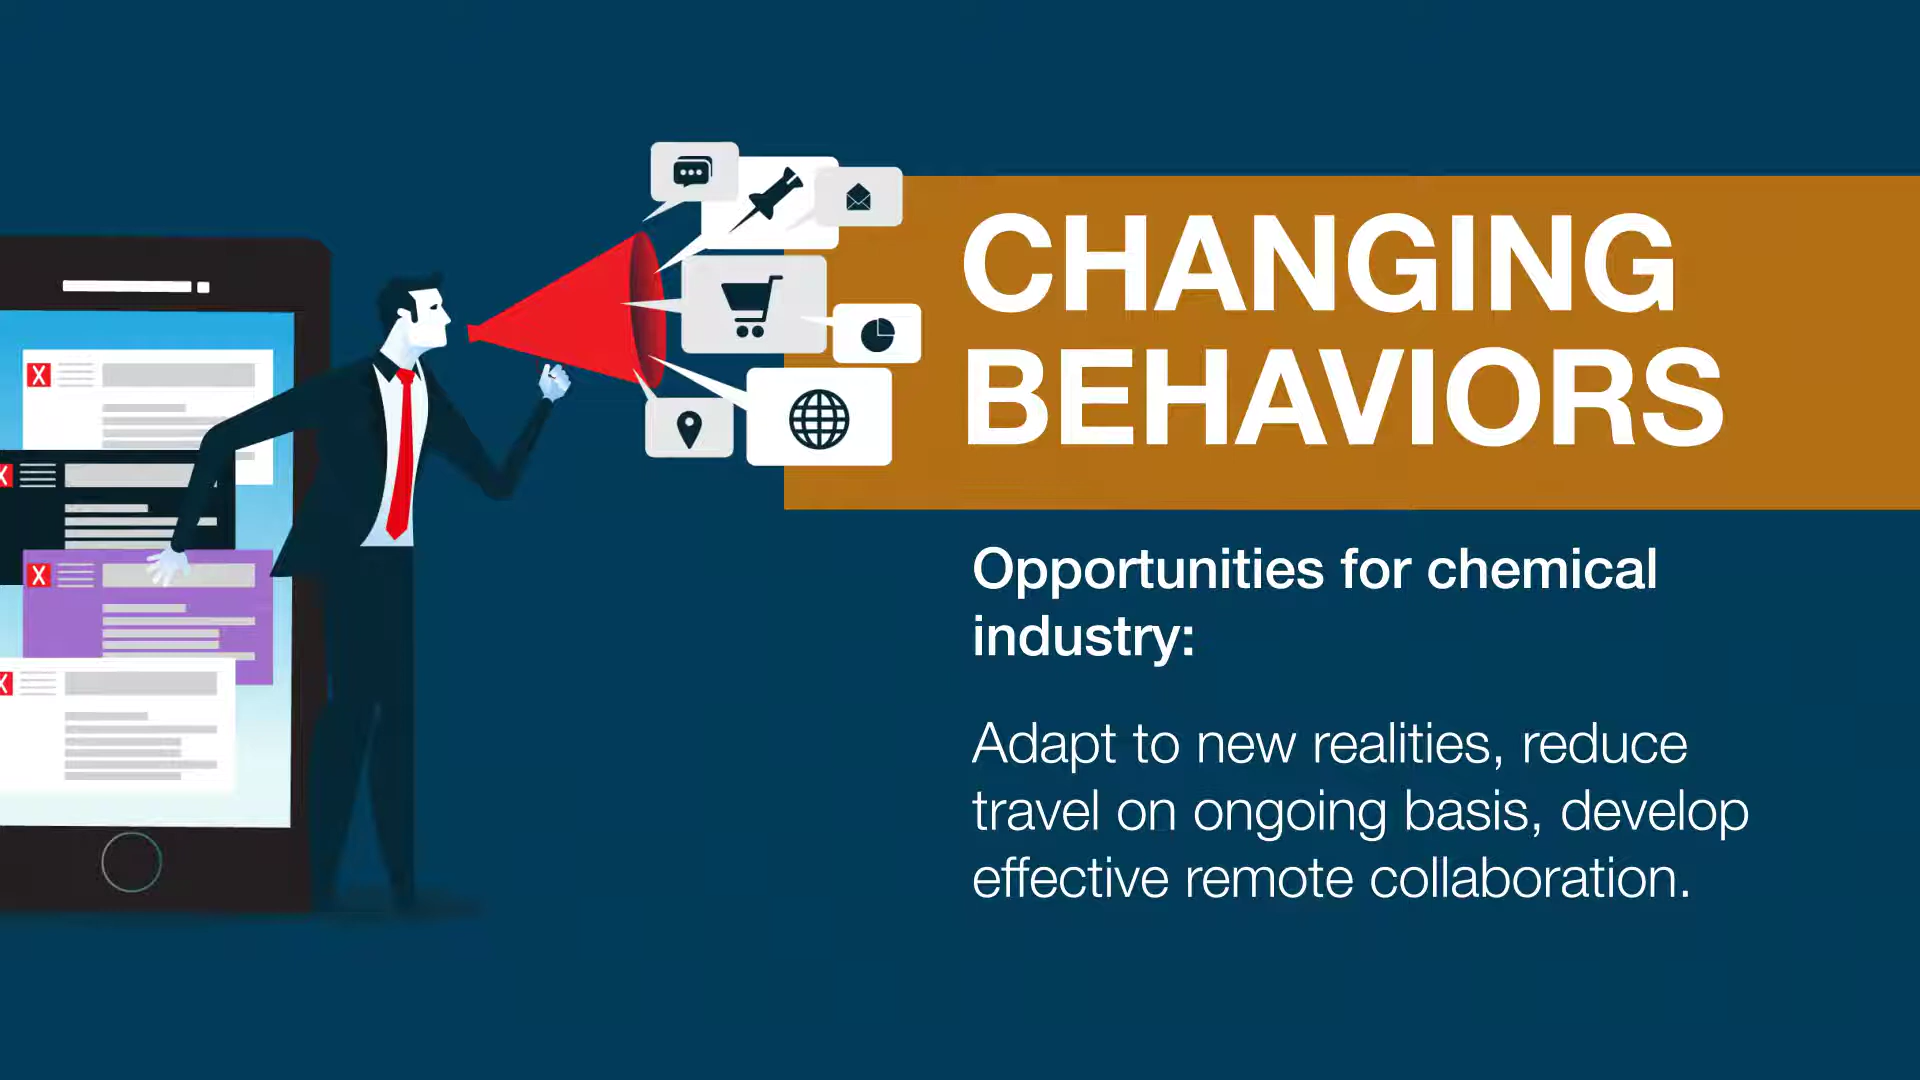 CHANGING
BEHAVIORS
Opportunities for chemical
industry:
Adapt to new realities, reduce
travel on ongoing basis, develop
effective remote collaboration.
X
X
X
X